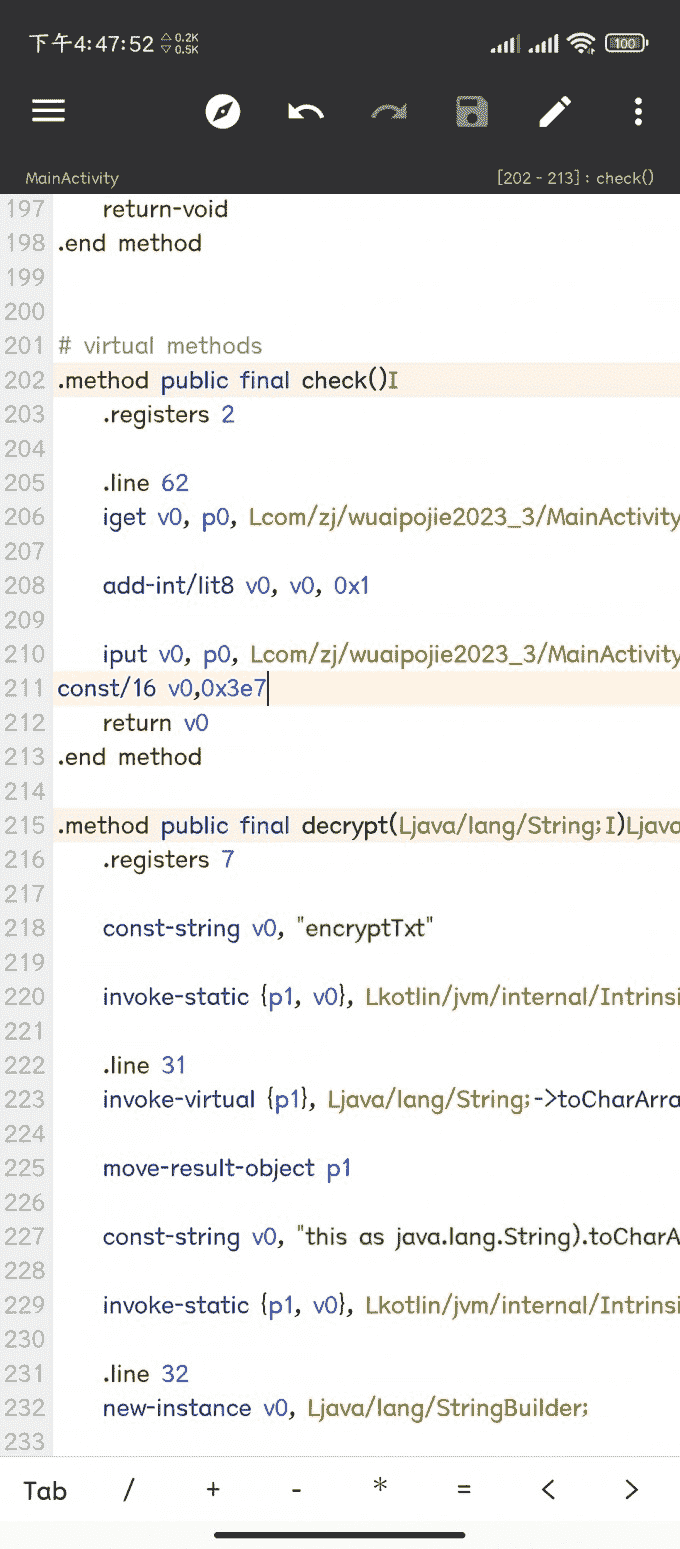 下午4:47:52 △ 0.2K ▽ 0.5K 100
MainActivity [202 - 213] : check()
197 return-void
198 .end method
199
200
201 # virtual methods
202 .method public final check()I
203 .registers 2
204
205 .line 62
206 iget v0, p0, Lcom/zj/wuaipojie2023_3/MainActivity
207
208 add-int/lit8 v0, v0, 0x1
209
210 iput v0, p0, Lcom/zj/wuaipojie2023_3/MainActivity
211 const/16 v0,0x3e7
212 return v0
213 .end method
214
215 .method public final decrypt(Ljava/lang/String;I)Ljava
216 .registers 7
217
218 const-string v0, "encryptTxt"
219
220 invoke-static {p1, v0}, Lkotlin/jvm/internal/Intrinsi
221
222 .line 31
223 invoke-virtual {p1}, Ljava/lang/String;->toCharArra
224
225 move-result-object p1
226
227 const-string v0, "this as java.lang.String).toCharA
228
229 invoke-static {p1, v0}, Lkotlin/jvm/internal/Intrinsi
230
231 .line 32
232 new-instance v0, Ljava/lang/StringBuilder;
233
Tab / + - * = < >